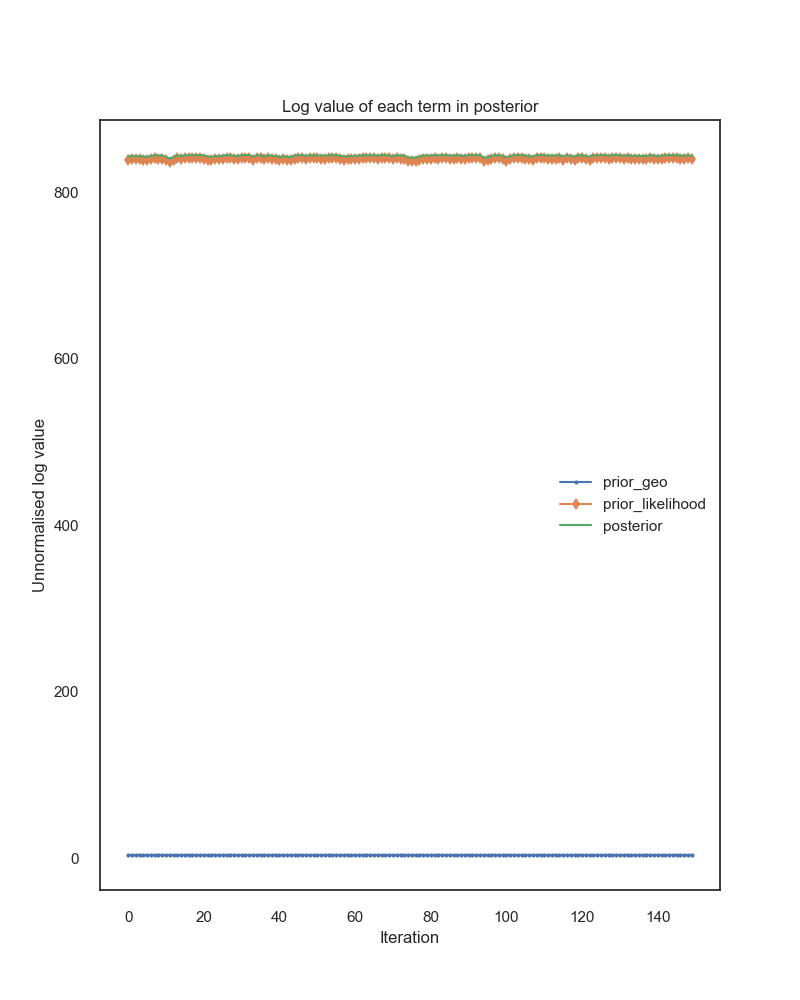 Log value of each term in posterior
Unnormalised log value
800
600
400
200
0
prior_geo
prior_likelihood
posterior
0 20 40 60 80 100 120 140
Iteration